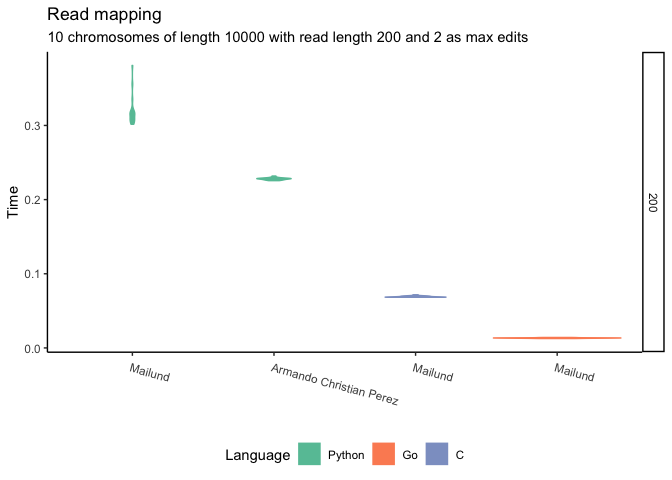 Read mapping
10 chromosomes of length 10000 with read length 200 and 2 as max edits
Time
0.3
0.2
0.1
0.0
200
Mailund
Armando Christian Perez
Mailund
Mailund
Language Python Go C